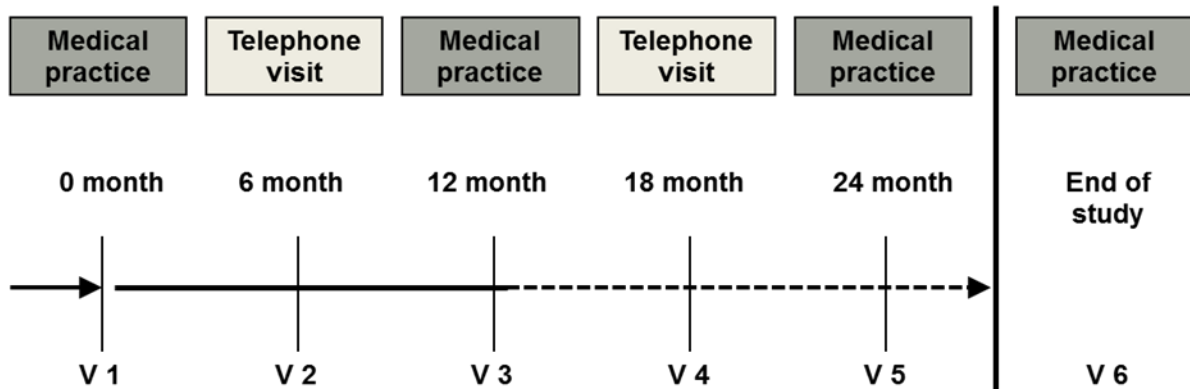 Medical practice
Telephone visit
Medical practice
Telephone visit
Medical practice
Medical practice
0 month
6 month
12 month
18 month
24 month
End of study
V 1
V 2
V 3
V 4
V 5
V 6